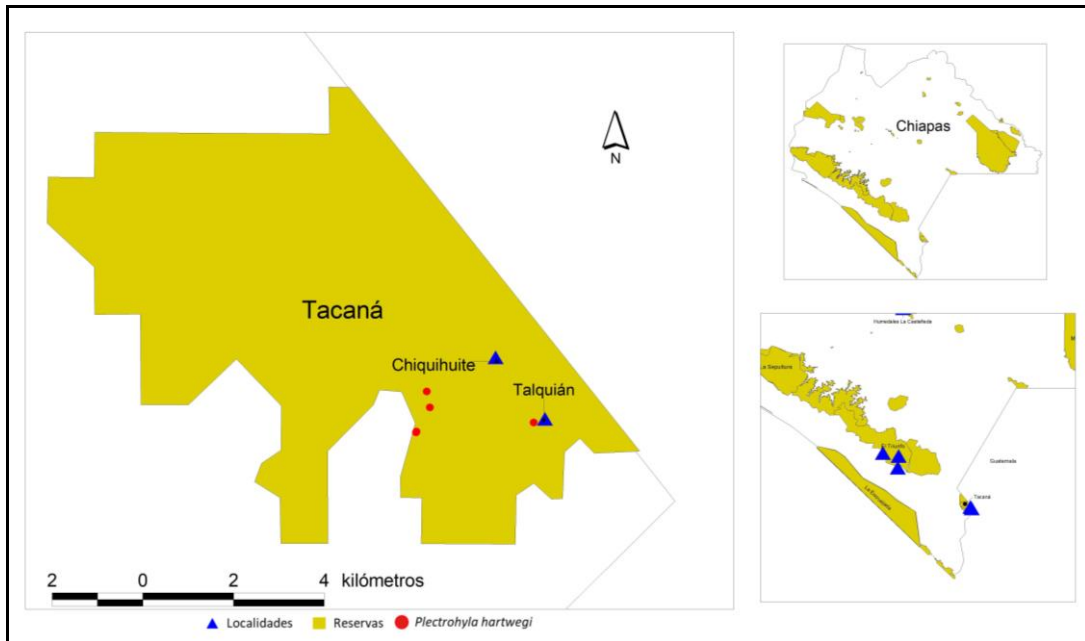 N
Tacaná
Chiquihuite
Talquián
2 0 2 4 kilómetros
Localidades Reservas Plectrohyla hartwegi
Chiapas
Humedales La
La Sepultura
El Triunfo
La Encrucijada
Guatemala
Tacaná